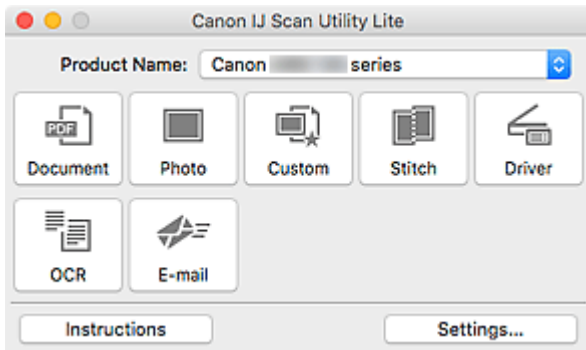 Canon IJ Scan Utility Lite
Product Name: Canon series
PDF
Document Photo Custom Stitch Driver
OCR E-mail
Instructions Settings...